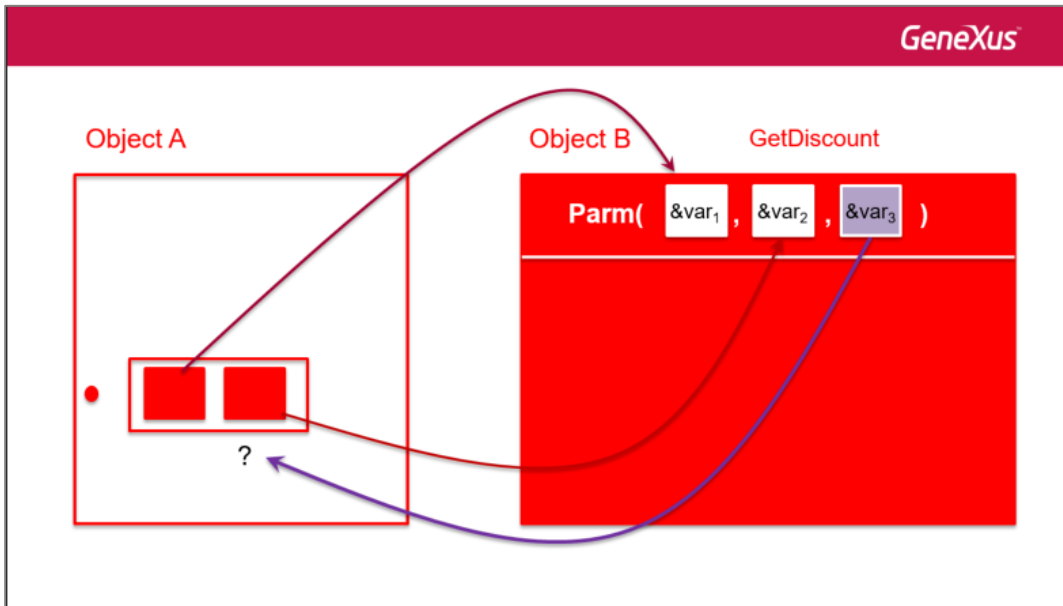 GeneXus
Object A
Object B
GetDiscount
Parm( &var1 , &var2 , &var3 )
?